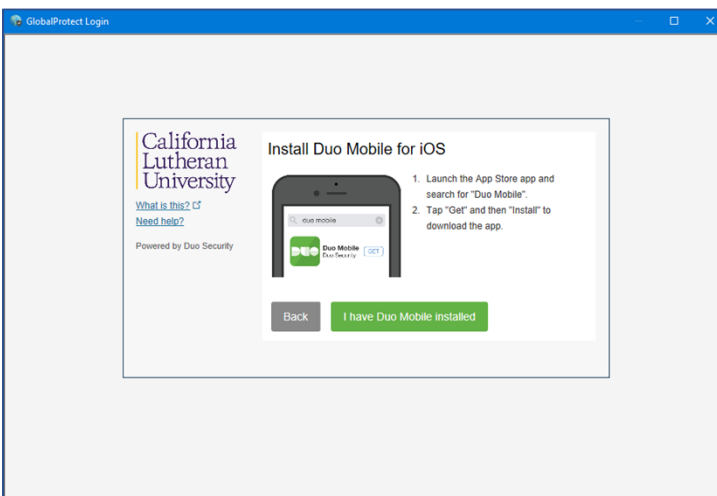 GlobalProtect Login
California
Lutheran
University
What is this?
Need help?
Powered by Duo Security
Install Duo Mobile for iOS
duo mobile
DUO
Duo Mobile
Duo Security
GET
1. Launch the App Store app and
search for "Duo Mobile".
2. Tap "Get" and then "Install" to
download the app.
Back
I have Duo Mobile installed